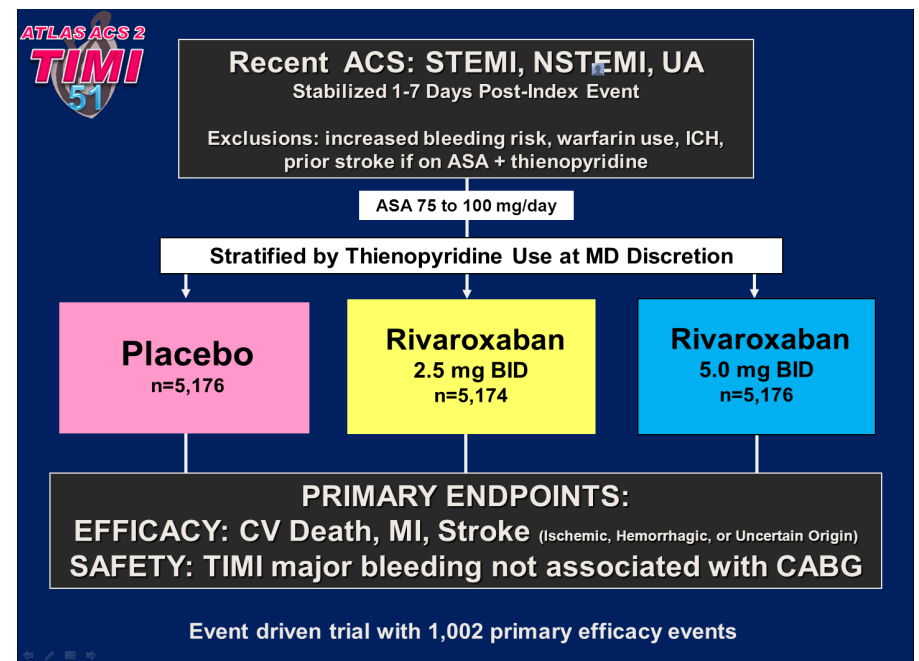 ATLAS ACS 2
TIMI
51
Recent ACS: STEMI, NSTEMI, UA
Stabilized 1-7 Days Post-Index Event
Exclusions: increased bleeding risk, warfarin use, ICH,
prior stroke if on ASA + thienopyridine
ASA 75 to 100 mg/day
Stratified by Thienopyridine Use at MD Discretion
Placebo
n=5,176
Rivaroxaban
2.5 mg BID
n=5,174
Rivaroxaban
5.0 mg BID
n=5,176
PRIMARY ENDPOINTS:
EFFICACY: CV Death, MI, Stroke (Ischemic, Hemorrhagic, or Uncertain Origin)
SAFETY: TIMI major bleeding not associated with CABG
Event driven trial with 1,002 primary efficacy events